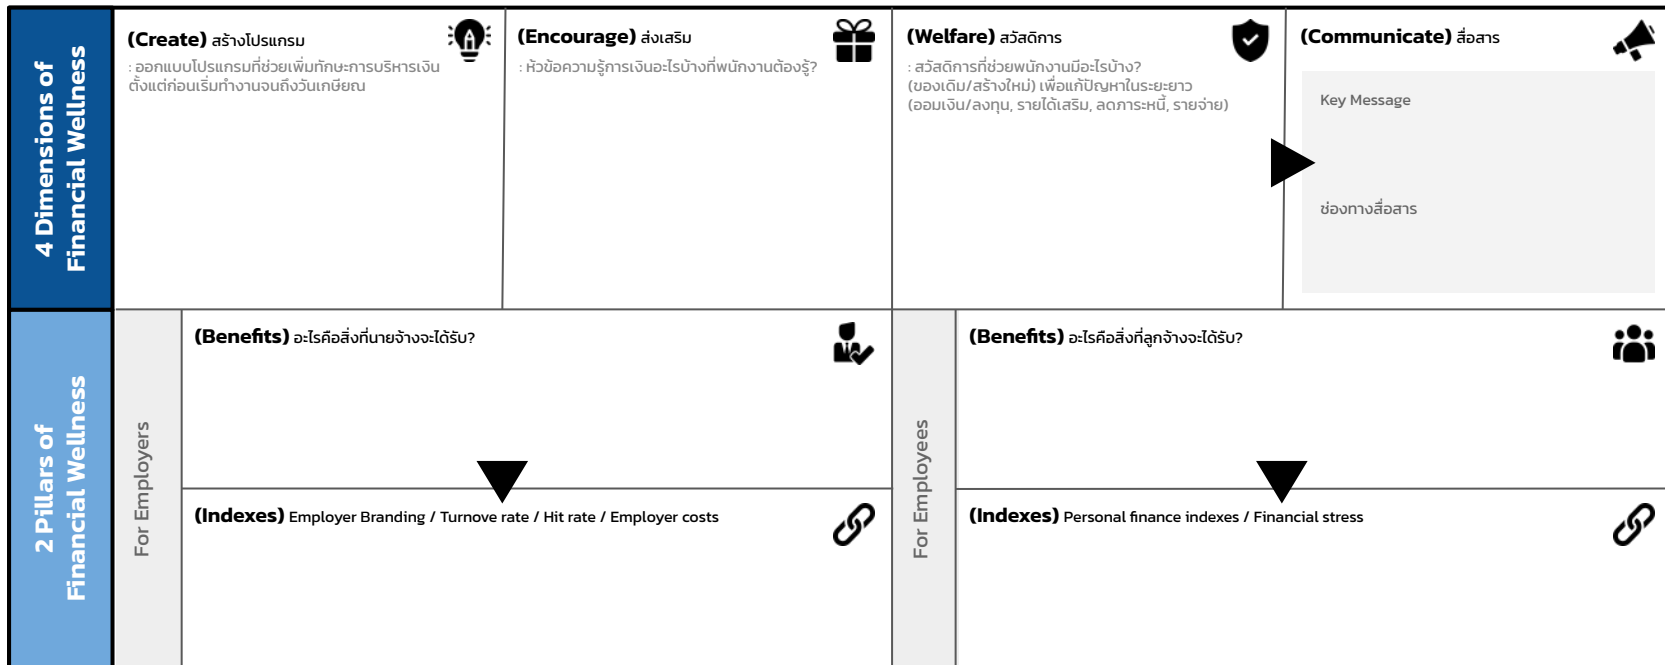 4 Dimensions of
Financial Wellness
(Create) สร้างโปรแกรม
: ออกแบบโปรแกรมที่ช่วยเพิ่มทักษะการบริหารเงิน
ตั้งแต่ก่อนเริ่มทำงานจนถึงวันเกษียณ
(Encourage) ส่งเสริม
: หัวข้อความรู้การเงินอะไรบ้างที่พนักงานต้องรู้?
(Welfare) สวัสดิการ
: สวัสดิการที่ช่วยพนักงานมีอะไรบ้าง?
(ของเดิม/สร้างใหม่) เพื่อแก้ปัญหาในระยะยาว
(ออมเงิน/ลงทุน, รายได้เสริม, ลดภาระหนี้, รายจ่าย)
(Communicate) สื่อสาร
Key Message
ช่องทางสื่อสาร
2 Pillars of
Financial Wellness
For Employers
(Benefits) อะไรคือสิ่งที่นายจ้างจะได้รับ?
(Indexes) Employer Branding / Turnove rate / Hit rate / Employer costs
For Employees
(Benefits) อะไรคือสิ่งที่ลูกจ้างจะได้รับ?
(Indexes) Personal finance indexes / Financial stress